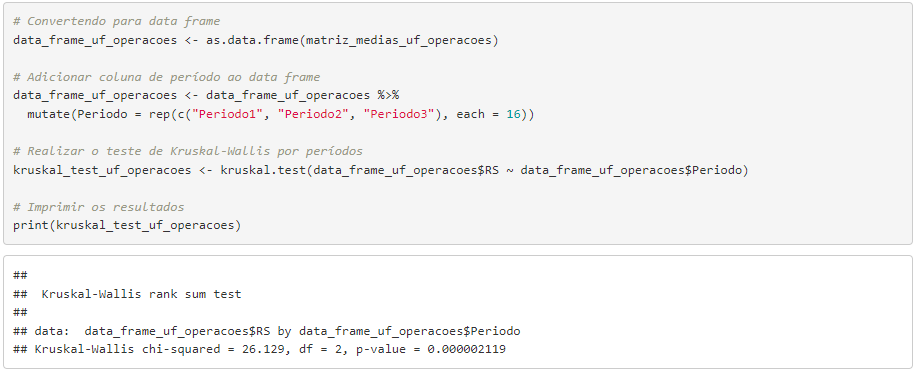 # Convertendo para data frame
data_frame_uf_operacoes <- as.data.frame(matriz_medias_uf_operacoes)
# Adicionar coluna de período ao data frame
data_frame_uf_operacoes <- data_frame_uf_operacoes %>%
  mutate(Periodo = rep(c("Periodo1", "Periodo2", "Periodo3"), each = 16))
# Realizar o teste de Kruskal-Wallis por períodos
kruskal_test_uf_operacoes <- kruskal.test(data_frame_uf_operacoes$RS ~ data_frame_uf_operacoes$Periodo)
# Imprimir os resultados
print(kruskal_test_uf_operacoes)
##
##  Kruskal-Wallis rank sum test
##
## data:  data_frame_uf_operacoes$RS by data_frame_uf_operacoes$Periodo
## Kruskal-Wallis chi-squared = 26.129, df = 2, p-value = 0.000002119